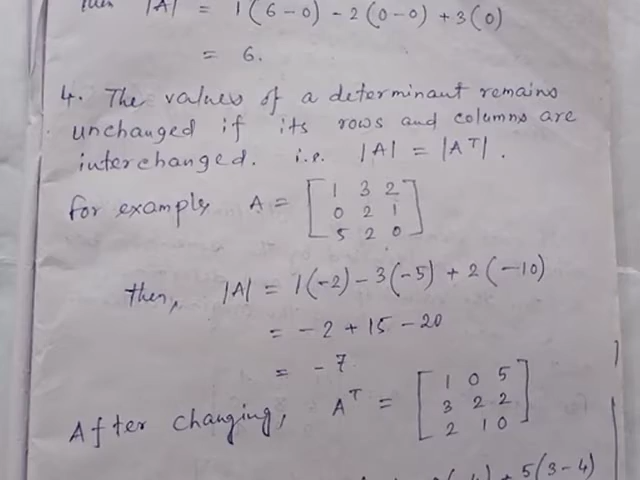 Then |A| = 1(6-0) - 2(0-0) + 3(0)
= 6.
4. The values of a determinant remains
unchanged if its rows and columns are
interchanged. i.e. |A| = |Aᵀ|.
for example, A = [1 3 2
0 2 1
5 2 0]
then, |A| = 1(-2) - 3(-5) + 2(-10)
= -2 + 15 - 20
= -7
After changing, Aᵀ = [1 0 5
3 2 2
2 1 0]
+ 5(3-4)